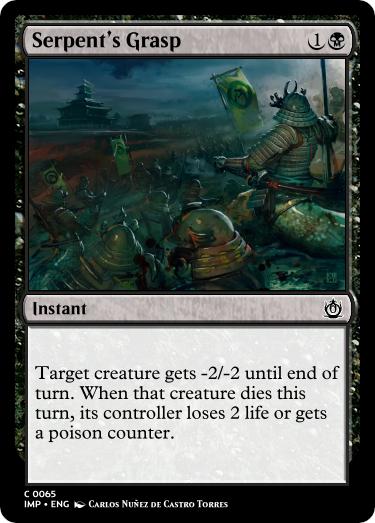 Serpent's Grasp 1
Instant
Target creature gets -2/-2 until end of
turn. When that creature dies this
turn, its controller loses 2 life or gets
a poison counter.
C 0065
IMP • ENG Carlos Nuñez de Castro Torres